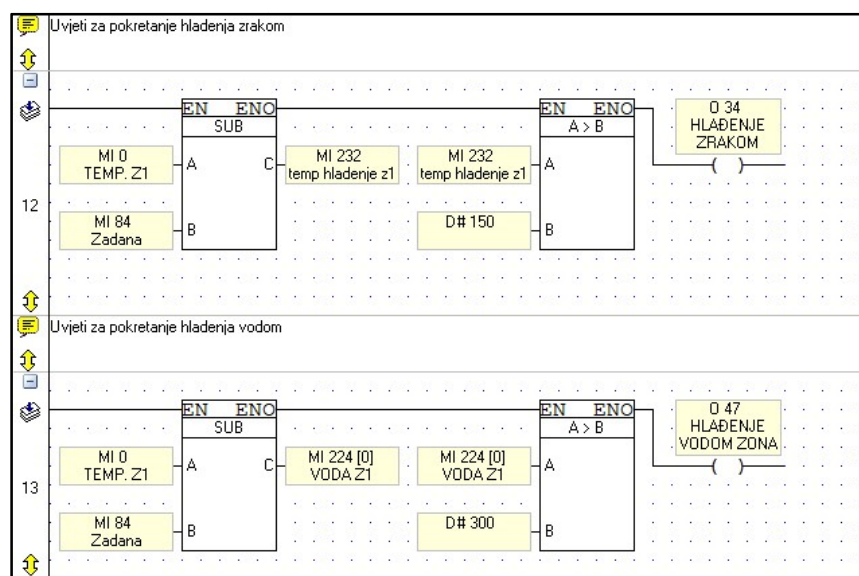 Uvjeti za pokretanje hlađenja zrakom
EN ENO
SUB
MI 0
TEMP. Z1
A
C
MI 232
temp hlađenje z1
MI 84
Zadana
B
EN ENO
A > B
MI 232
temp hlađenje z1
A
D# 150
B
O 34
HLAĐENJE
ZRAKOM
12
Uvjeti za pokretanje hlađenja vodom
EN ENO
SUB
MI 0
TEMP. Z1
A
C
MI 224 [0]
VODA Z1
MI 84
Zadana
B
EN ENO
A > B
MI 224 [0]
VODA Z1
A
D# 300
B
O 47
HLAĐENJE
VODOM ZONA
13